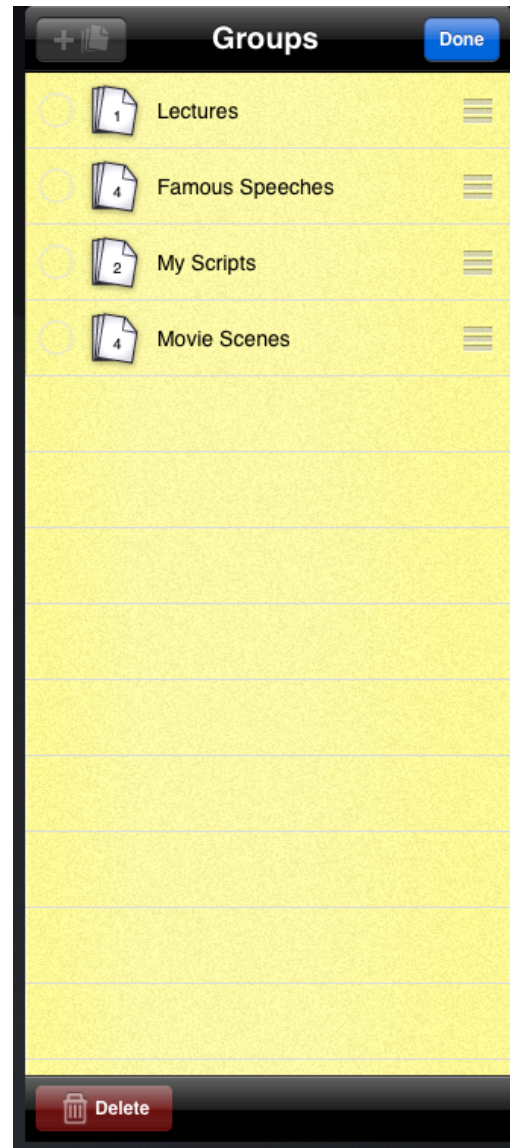 Groups
Done
1 Lectures
4 Famous Speeches
2 My Scripts
4 Movie Scenes
Delete